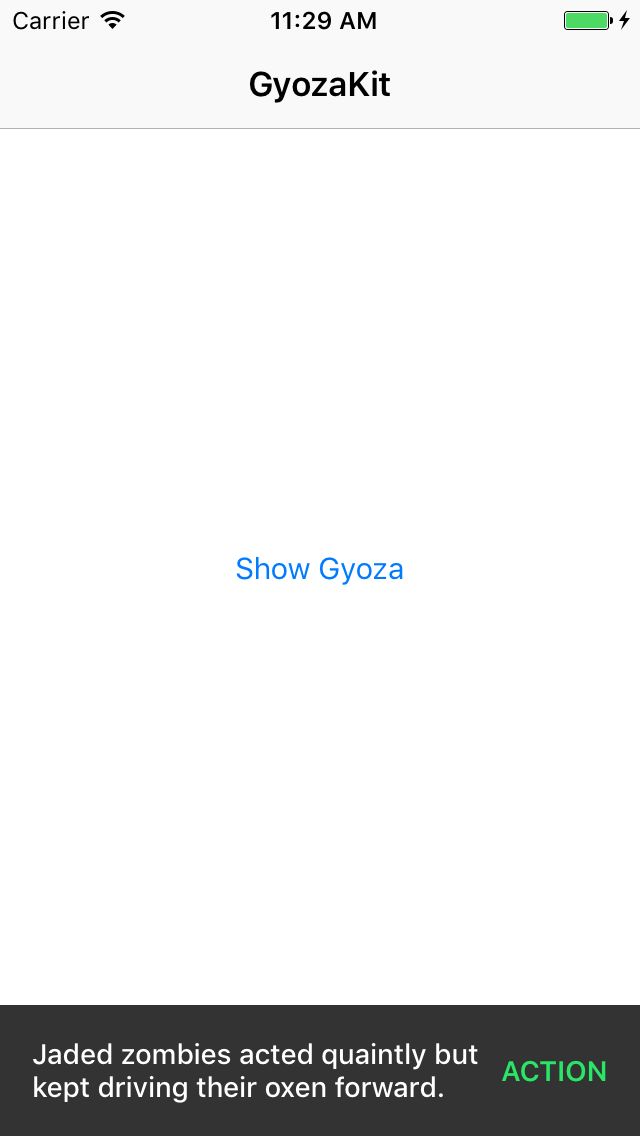 Carrier 11:29 AM
GyozaKit
Show Gyoza
Jaded zombies acted quaintly but
kept driving their oxen forward.
ACTION